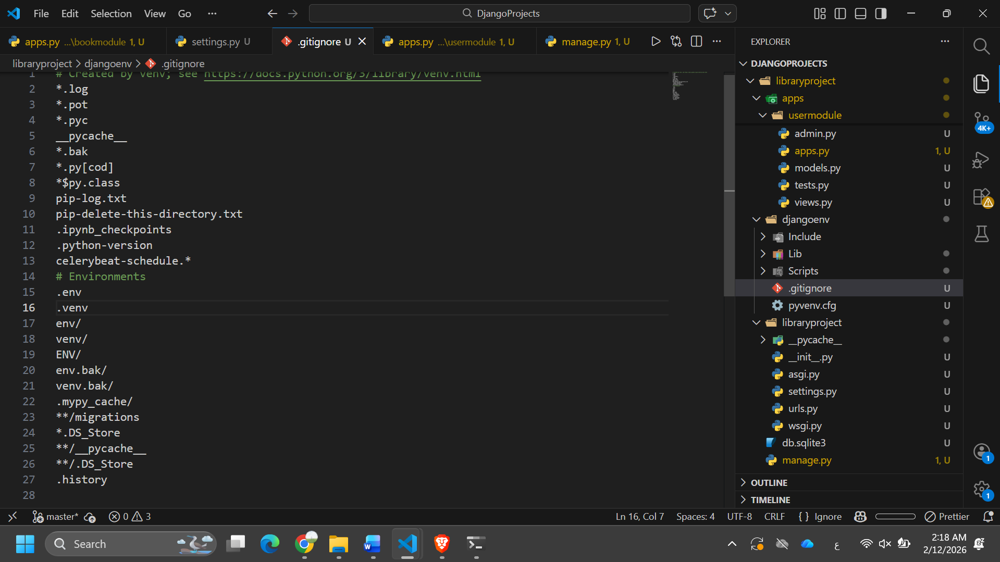 File Edit Selection View Go ···
DjangoProjects
apps.py ...\bookmodule 1, U
settings.py U
.gitignore U
apps.py ...\usermodule 1, U
manage.py 1, U
libraryproject > djangoenv > .gitignore
1 # Created by venv; see https://docs.python.org/3/library/venv.html
2 *.log
3 *.pot
4 *.pyc
5 __pycache__
6 *.bak
7 *.py[cod]
8 *$py.class
9 pip-log.txt
10 pip-delete-this-directory.txt
11 .ipynb_checkpoints
12 .python-version
13 celerybeat-schedule.*
14 # Environments
15 .env
16 .venv
17 env/
18 venv/
19 ENV/
20 env.bak/
21 venv.bak/
22 .mypy_cache/
23 **/migrations
24 *.DS_Store
25 **/__pycache__
26 **/.DS_Store
27 .history
28
EXPLORER
DJANGOPROJECTS
libraryproject
apps
usermodule
admin.py U
apps.py 1, U
models.py U
tests.py U
views.py U
djangoenv
Include
Lib
Scripts
.gitignore U
pyvenv.cfg U
libraryproject
__pycache__
__init__.py U
asgi.py U
settings.py U
urls.py U
wsgi.py U
db.sqlite3 U
manage.py 1, U
OUTLINE
TIMELINE
4K+
1
1
master* 0 3
Ln 16, Col 7 Spaces: 4 UTF-8 CRLF { } Ignore Prettier
Search
ع
2:18 AM
2/12/2026